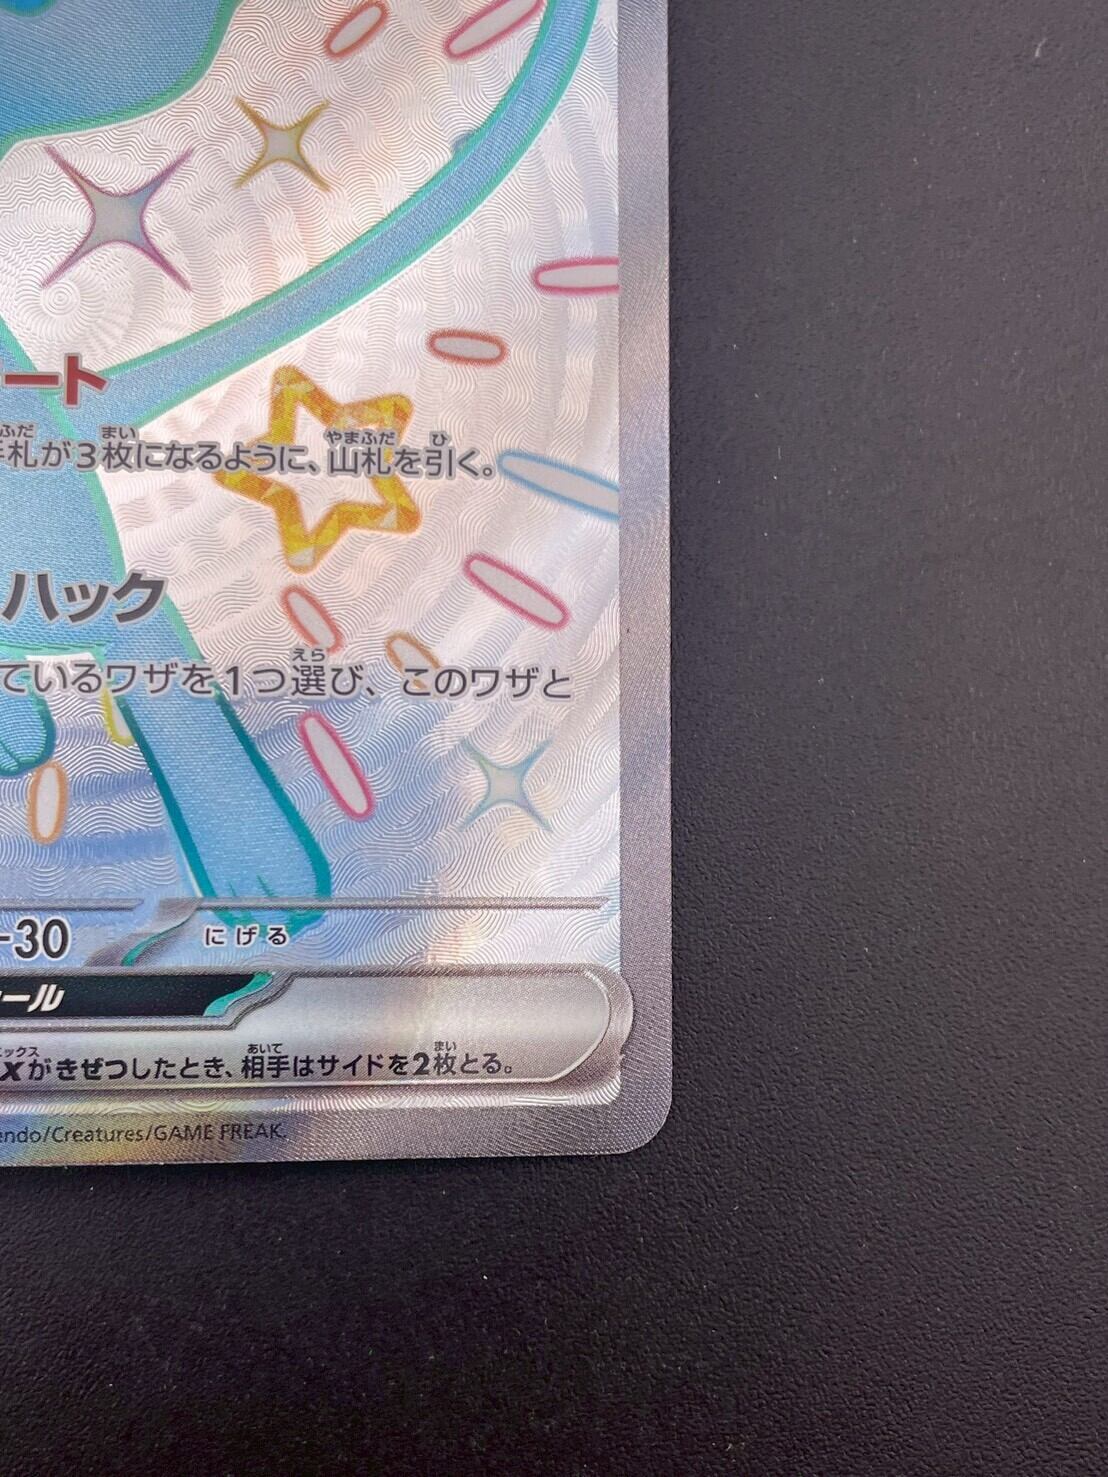 ート
手札が3枚になるように、山札を引く。
ハック
ているワザを1つ選び、このワザと
-30 にげる
ール
exがきぜつしたとき、相手はサイドを2枚とる。
endo/Creatures/GAME FREAK.